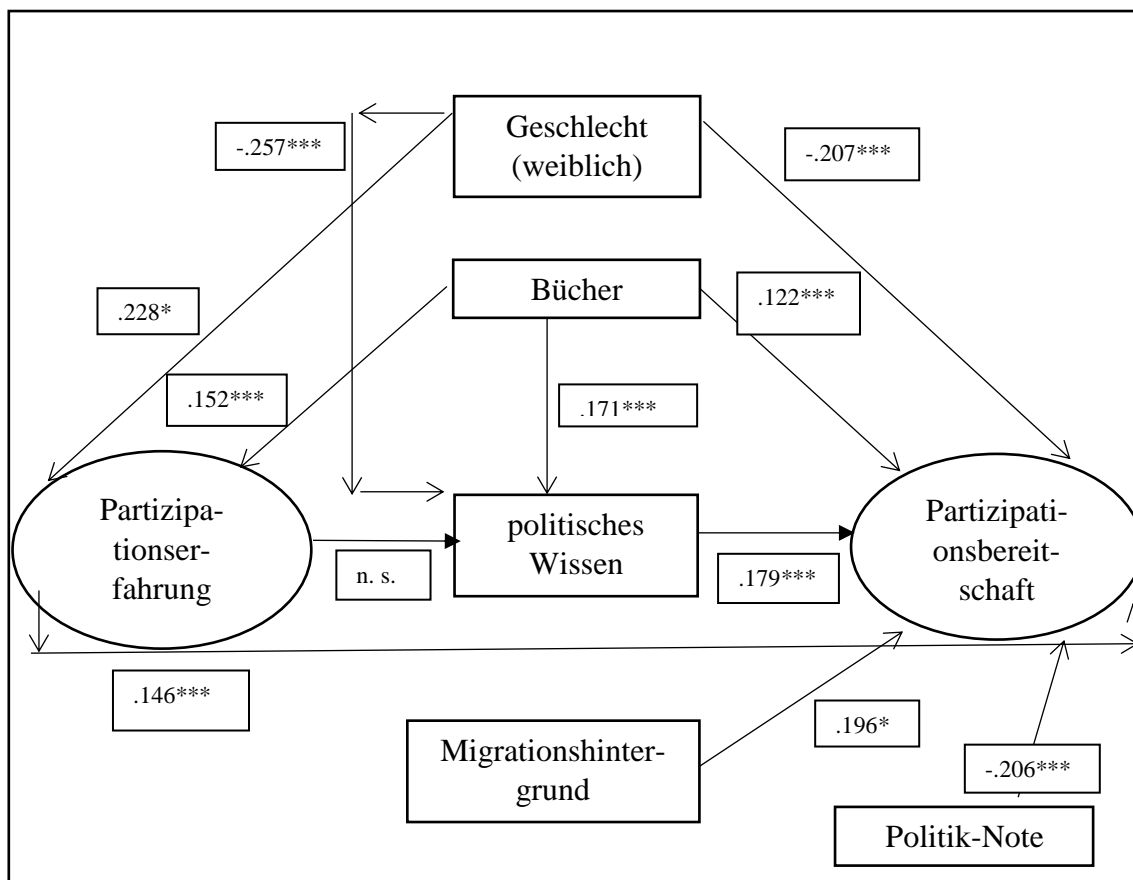 Geschlecht
(weiblich)
-.257***
-.207***
Bücher
.228*
.122***
.152***
.171***
Partizipa-
tionser-
fahrung
politisches
Wissen
Partizipati-
onsbereit-
schaft
n. s.
.179***
.146***
Migrationshinter-
grund
.196*
-.206***
Politik-Note